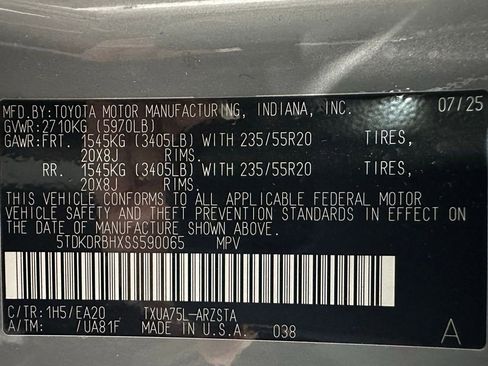 MFD.BY: TOYOTA MOTOR MANUFACTURING, INDIANA, INC. 07/25
GVWR: 2710KG (5970LB)
GAWR: FRT. 1545KG (3405LB) WITH 235/55R20 TIRES,
20X8J RIMS.
RR. 1545KG (3405LB) WITH 235/55R20 TIRES,
20X8J RIMS.
THIS VEHICLE CONFORMS TO ALL APPLICABLE FEDERAL MOTOR
VEHICLE SAFETY AND THEFT PREVENTION STANDARDS IN EFFECT
ON THE DATE OF MANUFACTURE SHOWN ABOVE.
5TDKDRBHXSS590065 MPV
C/TR: 1H5/EA20 TXUA75L-ARZSTA
A/TM: /UA81F MADE IN U.S.A. 038 A